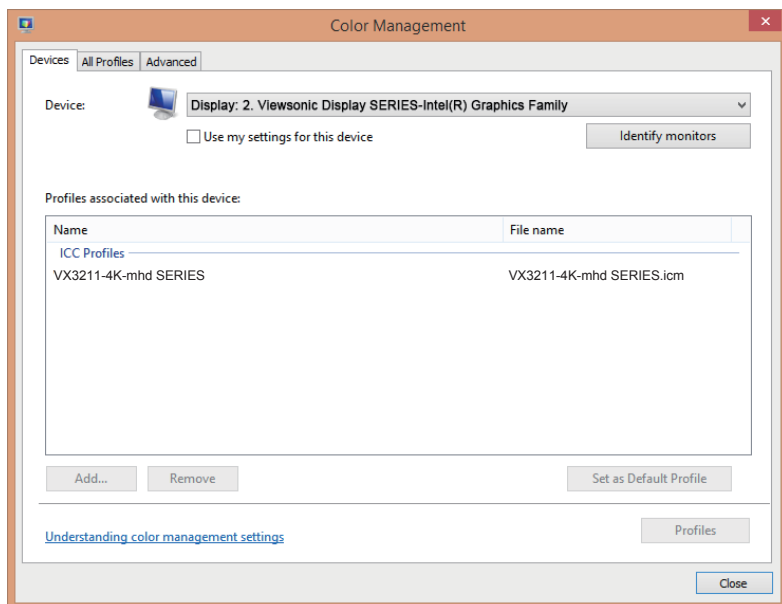 Color Management
Devices All Profiles Advanced
Device: Display: 2. Viewsonic Display SERIES-Intel(R) Graphics Family
Use my settings for this device Identify monitors
Profiles associated with this device:
Name File name
ICC Profiles
VX3211-4K-mhd SERIES VX3211-4K-mhd SERIES.icm
Add... Remove Set as Default Profile
Understanding color management settings Profiles
Close